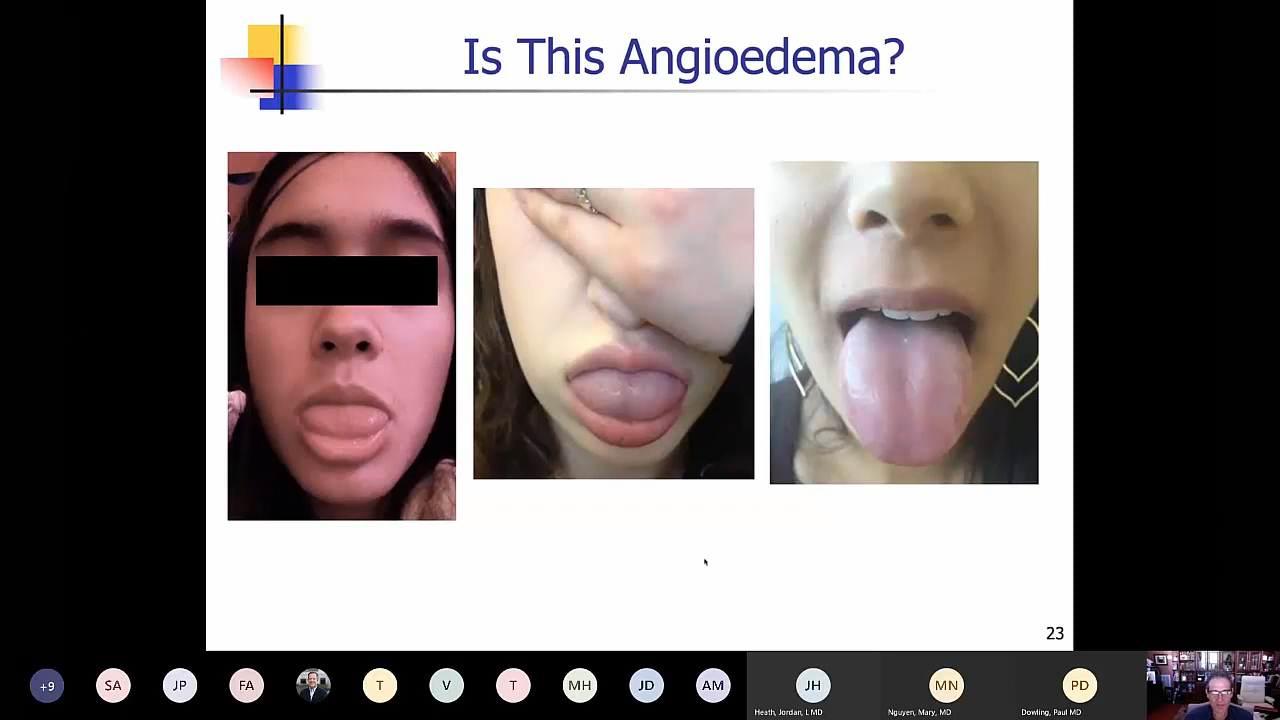 Is This Angioedema?
23
+9
SA
JP
FA
T
V
T
MH
JD
AM
JH
MN
PD
Heath, Jordan, L MD
Nguyen, Mary, MD
Dowling, Paul MD